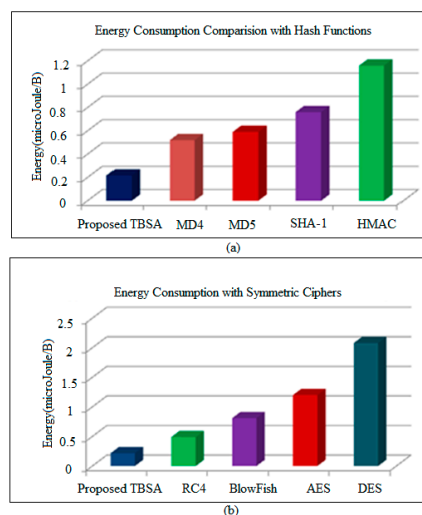 Energy Consumption Comparision with Hash Functions
Energy(microJoule/B)
1.2
1
0.8
0.6
0.4
0.2
0
Proposed TBSA MD4 MD5 SHA-1 HMAC
(a)
Energy Consumption with Symmetric Ciphers
Energy(microJoule/B)
2.5
2
1.5
1
0.5
0
Proposed TBSA RC4 BlowFish AES DES
(b)